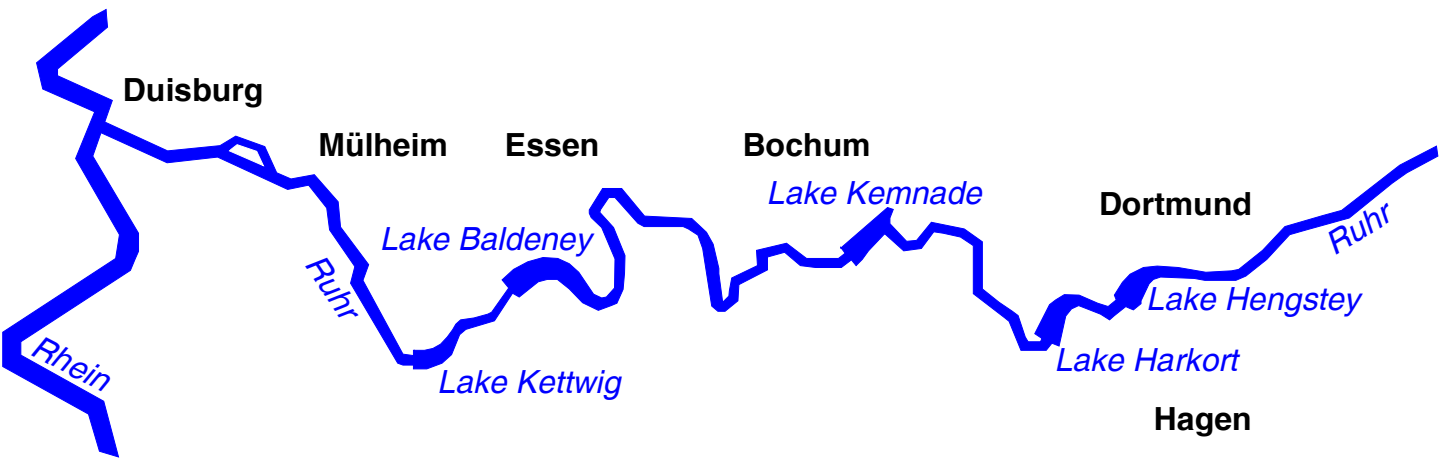 Duisburg
Mülheim
Essen
Bochum
Lake Kemnade
Dortmund
Ruhr
Lake Baldeney
Ruhr
Lake Hengstey
Rhein
Lake Kettwig
Lake Harkort
Hagen